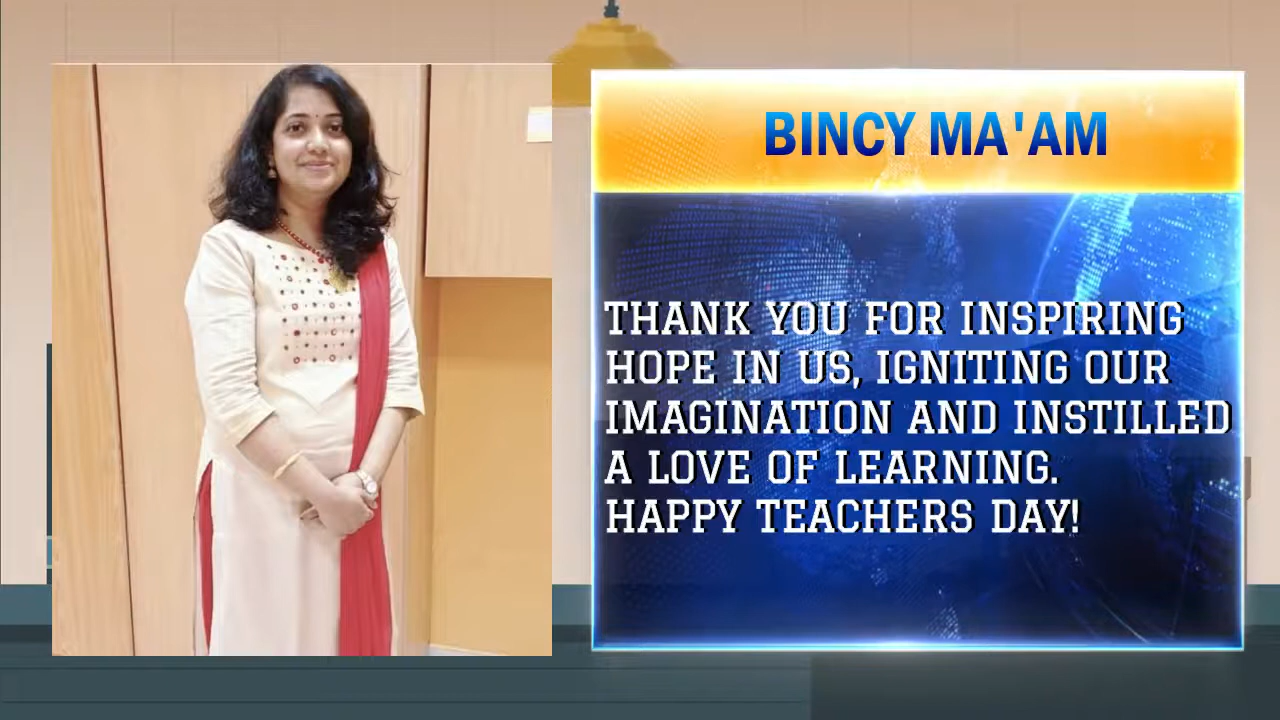 BINCY MA'AM
THANK YOU FOR INSPIRING
HOPE IN US, IGNITING OUR
IMAGINATION AND INSTILLED
A LOVE OF LEARNING.
HAPPY TEACHERS DAY!